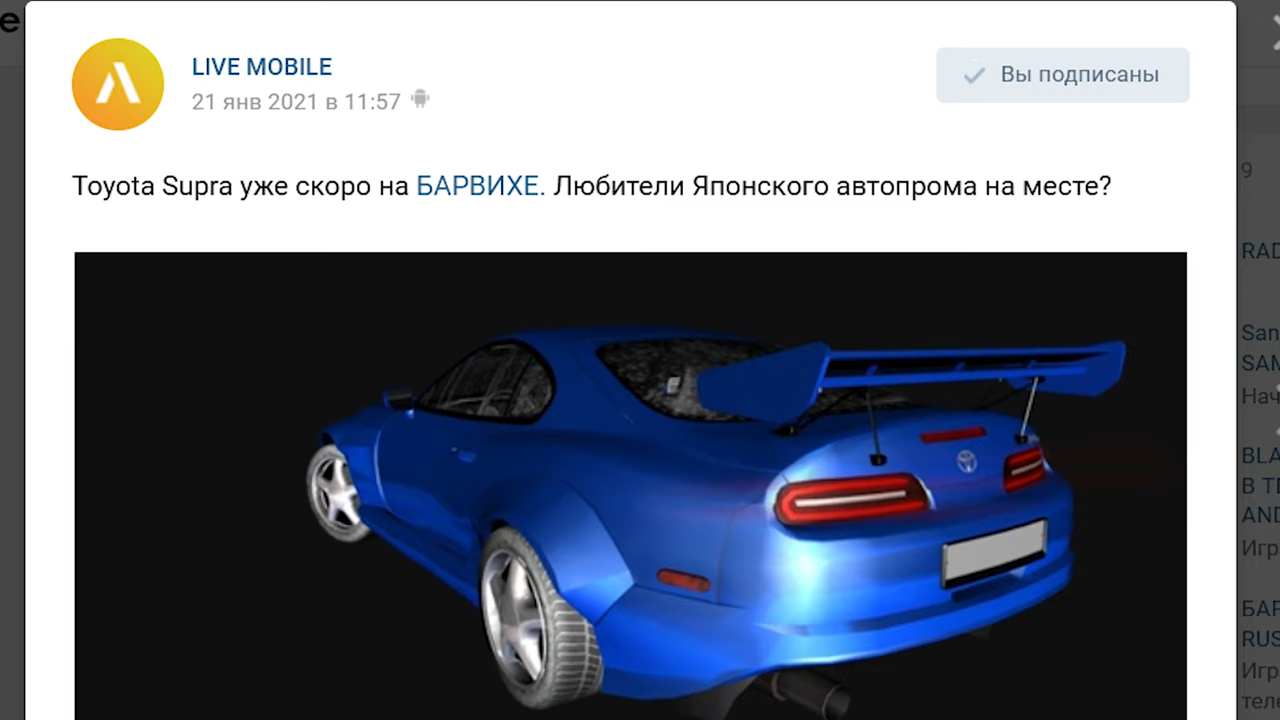 LIVE MOBILE
21 янв 2021 в 11:57
Вы подписаны
Toyota Supra уже скоро на БАРВИХЕ. Любители Японского автопрома на месте?
9